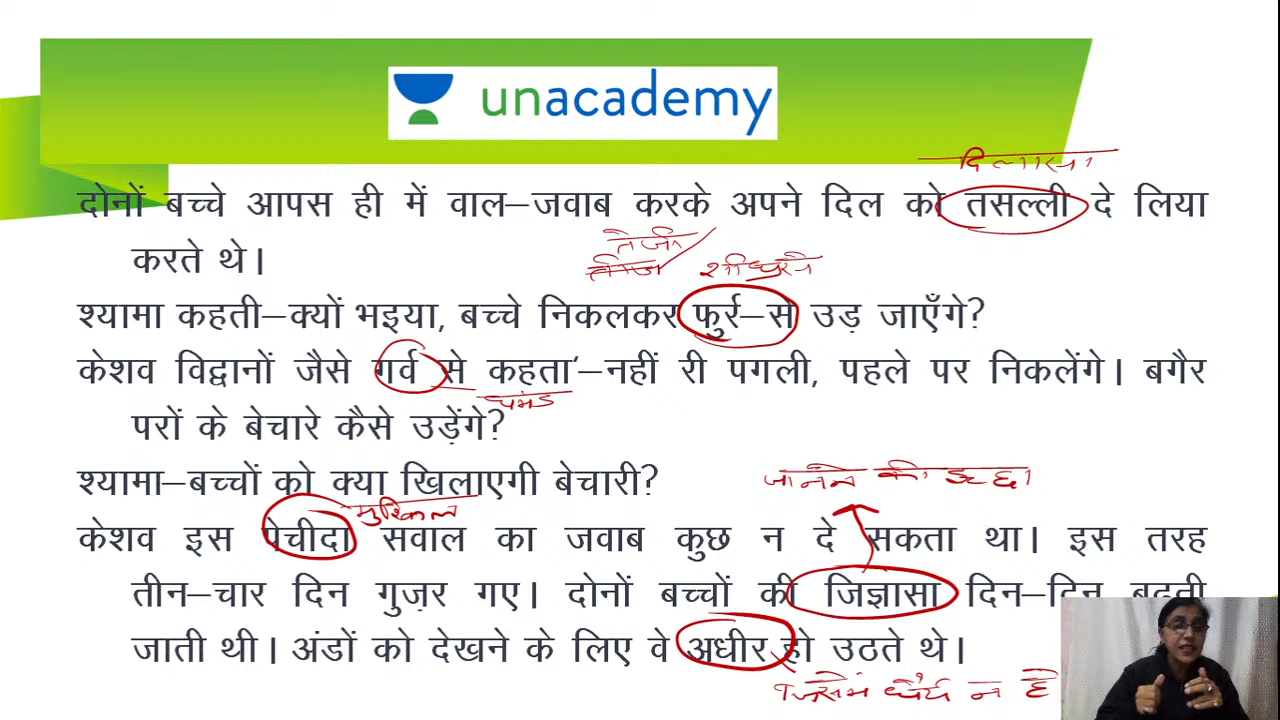 unacademy
दिलासा
दोनों बच्चे आपस ही में वाल–जवाब करके अपने दिल को तसल्ली दे लिया
करते थे।
तेजी
शीघ्रता से
श्यामा कहती–क्यों भइया, बच्चे निकलकर फुर्र–से उड़ जाएँगे?
केशव विद्वानों जैसे गर्व से कहता–नहीं री पगली, पहले पर निकलेंगे। बगैर
घमंड
परों के बेचारे कैसे उड़ेंगे?
श्यामा–बच्चों को क्या खिलाएगी बेचारी?
जानने की इच्छा
मुश्किल
केशव इस पेचीदा सवाल का जवाब कुछ न दे सकता था। इस तरह
तीन–चार दिन गुज़र गए। दोनों बच्चों की जिज्ञासा दिन–दिन बढ़ती
जाती थी। अंडों को देखने के लिए वे अधीर हो उठते थे।
जिसमें धैर्य न है